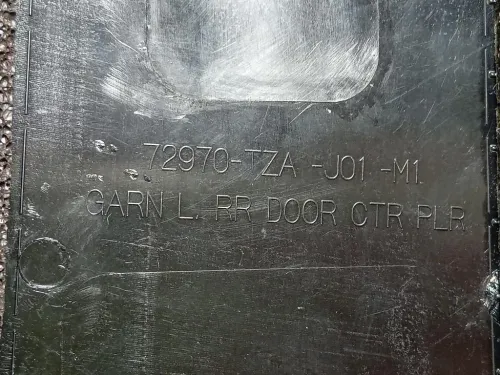 72970-TZA -J01 -M1
GARN L. RR DOOR CTR PLR